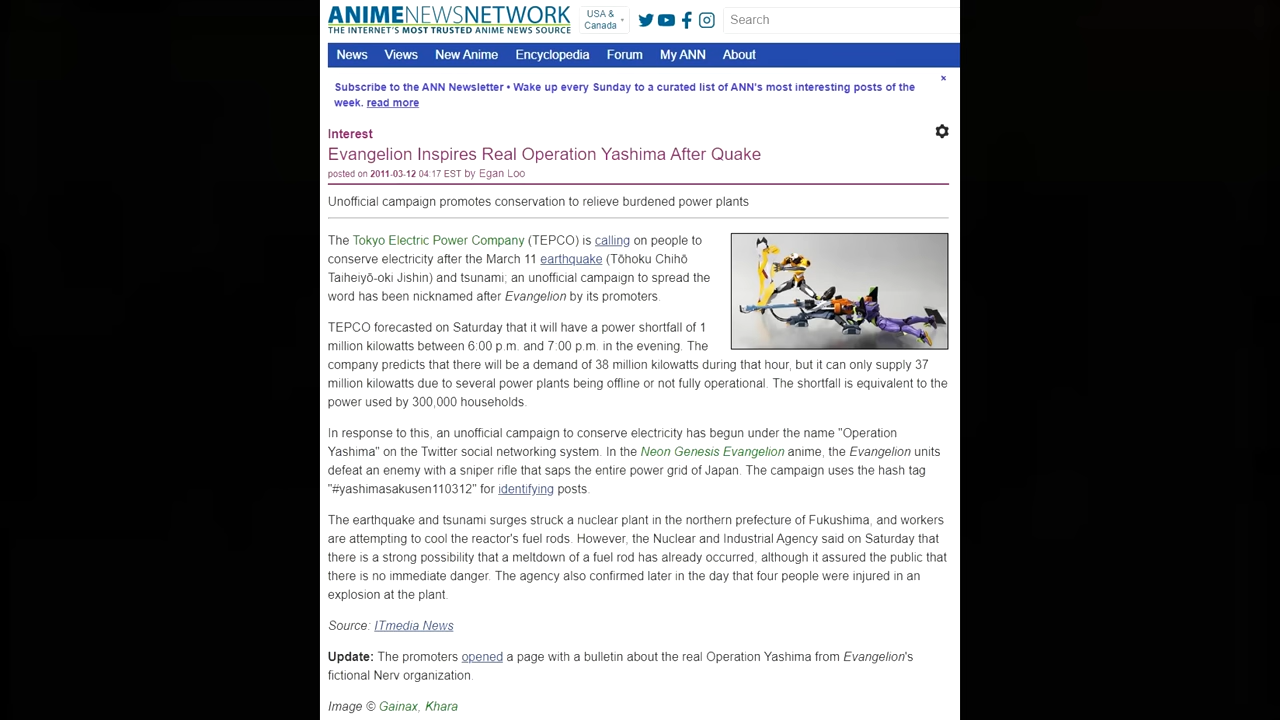 ANIMENEWSNETWORK
THE INTERNET'S MOST TRUSTED ANIME NEWS SOURCE
USA &
Canada
Search
News Views New Anime Encyclopedia Forum My ANN About
Subscribe to the ANN Newsletter • Wake up every Sunday to a curated list of ANN's most interesting posts of the
week. read more
Interest
Evangelion Inspires Real Operation Yashima After Quake
posted on 2011-03-12 04:17 EST by Egan Loo
Unofficial campaign promotes conservation to relieve burdened power plants
The Tokyo Electric Power Company (TEPCO) is calling on people to
conserve electricity after the March 11 earthquake (Tōhoku Chihō
Taiheiyō-oki Jishin) and tsunami; an unofficial campaign to spread the
word has been nicknamed after Evangelion by its promoters.
TEPCO forecasted on Saturday that it will have a power shortfall of 1
million kilowatts between 6:00 p.m. and 7:00 p.m. in the evening. The
company predicts that there will be a demand of 38 million kilowatts during that hour, but it can only supply 37
million kilowatts due to several power plants being offline or not fully operational. The shortfall is equivalent to the
power used by 300,000 households.
In response to this, an unofficial campaign to conserve electricity has begun under the name "Operation
Yashima" on the Twitter social networking system. In the Neon Genesis Evangelion anime, the Evangelion units
defeat an enemy with a sniper rifle that saps the entire power grid of Japan. The campaign uses the hash tag
"#yashimasakusen110312" for identifying posts.
The earthquake and tsunami surges struck a nuclear plant in the northern prefecture of Fukushima, and workers
are attempting to cool the reactor's fuel rods. However, the Nuclear and Industrial Agency said on Saturday that
there is a strong possibility that a meltdown of a fuel rod has already occurred, although it assured the public that
there is no immediate danger. The agency also confirmed later in the day that four people were injured in an
explosion at the plant.
Source: ITmedia News
Update: The promoters opened a page with a bulletin about the real Operation Yashima from Evangelion's
fictional Nerv organization.
Image © Gainax, Khara